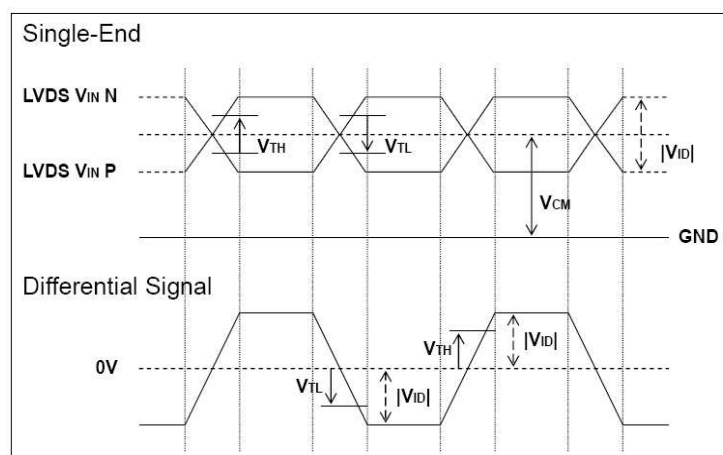 Single-End
LVDS VIN N
VTH
VTL
|VID|
LVDS VIN P
VCM
GND
Differential Signal
VTH
|VID|
0V
VTL
|VID|